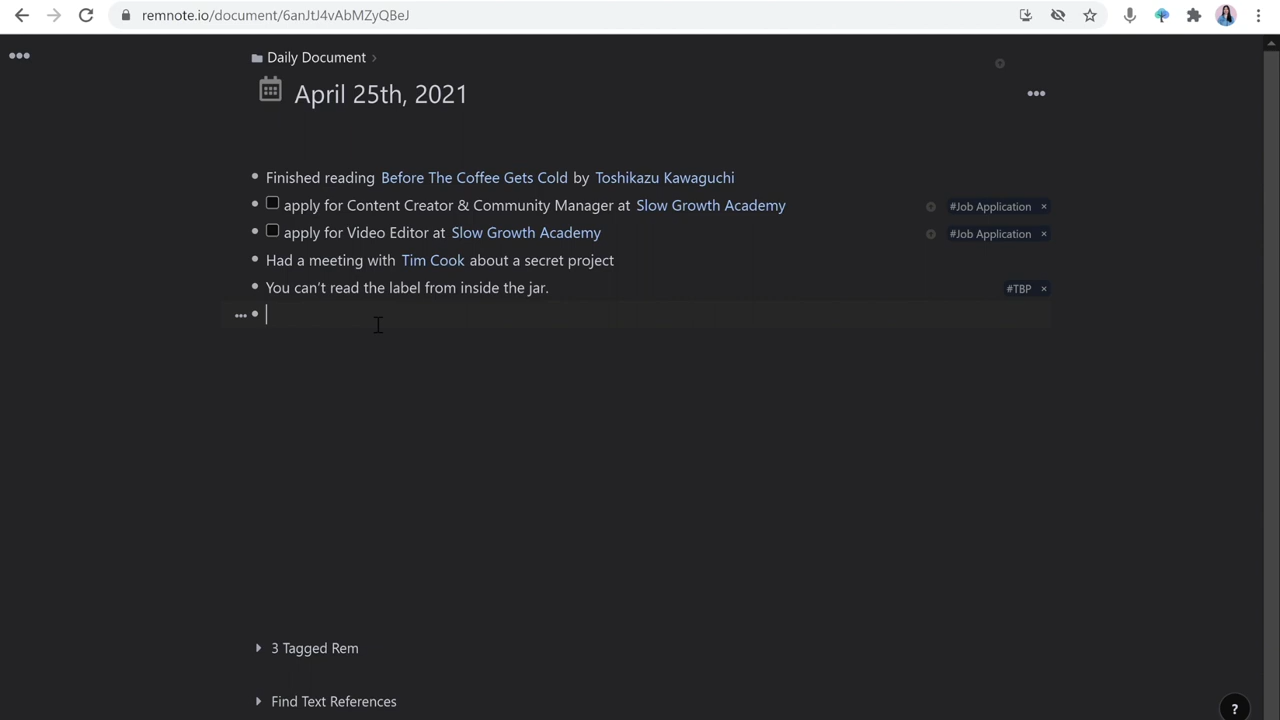 remnote.io/document/6anJtJ4vAbMZyQBeJ
Daily Document ›
April 25th, 2021
Finished reading Before The Coffee Gets Cold by Toshikazu Kawaguchi
apply for Content Creator & Community Manager at Slow Growth Academy #Job Application ×
apply for Video Editor at Slow Growth Academy #Job Application ×
Had a meeting with Tim Cook about a secret project
You can't read the label from inside the jar. #TBP ×
3 Tagged Rem
Find Text References
?